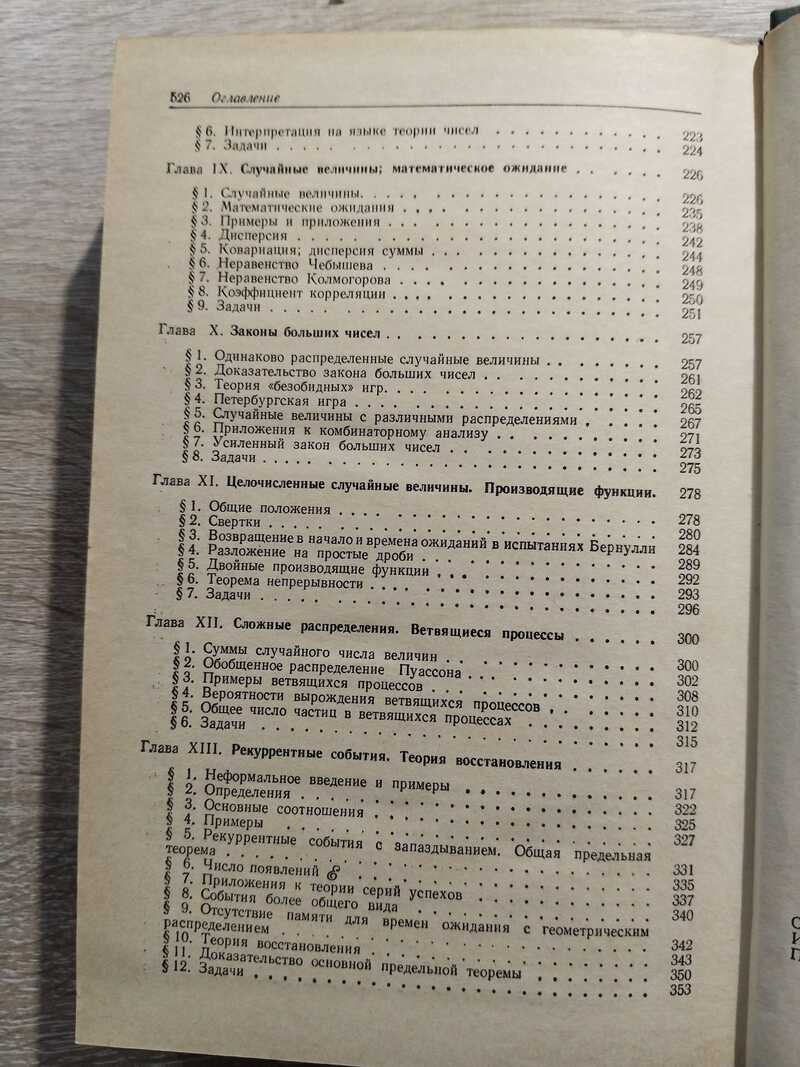 526 Оглавление
§ 6. Интерпретация на языке теории чисел . . . . . . . . . . . 223
§ 7. Задачи . . . . . . . . . . . . . . . . . . . . . . . . . 224
Глава IX. Случайные величины; математическое ожидание . . . . . 226
§ 1. Случайные величины. . . . . . . . . . . . . . . . . . . . 226
§ 2. Математические ожидания . . . . . . . . . . . . . . . . . 235
§ 3. Примеры и приложения . . . . . . . . . . . . . . . . . . 238
§ 4. Дисперсия . . . . . . . . . . . . . . . . . . . . . . . . 242
§ 5. Ковариация; дисперсия суммы . . . . . . . . . . . . . . . 244
§ 6. Неравенство Чебышева . . . . . . . . . . . . . . . . . . 248
§ 7. Неравенство Колмогорова . . . . . . . . . . . . . . . . . 249
§ 8. Коэффициент корреляции . . . . . . . . . . . . . . . . . 250
§ 9. Задачи . . . . . . . . . . . . . . . . . . . . . . . . . 251
Глава X. Законы больших чисел . . . . . . . . . . . . . . . . . 257
§ 1. Одинаково распределенные случайные величины . . . . . . . 257
§ 2. Доказательство закона больших чисел . . . . . . . . . . . 261
§ 3. Теория «безобидных» игр. . . . . . . . . . . . . . . . . 262
§ 4. Петербургская игра . . . . . . . . . . . . . . . . . . . 265
§ 5. Случайные величины с различными распределениями . . . . . 267
§ 6. Приложения к комбинаторному анализу . . . . . . . . . . . 271
§ 7. Усиленный закон больших чисел . . . . . . . . . . . . . . 273
§ 8. Задачи . . . . . . . . . . . . . . . . . . . . . . . . . 275
Глава XI. Целочисленные случайные величины. Производящие функции. 278
§ 1. Общие положения . . . . . . . . . . . . . . . . . . . . . 278
§ 2. Свертки . . . . . . . . . . . . . . . . . . . . . . . . . 280
§ 3. Возвращение в начало и времена ожиданий в испытаниях Бернулли 284
§ 4. Разложение на простые дроби . . . . . . . . . . . . . . . 289
§ 5. Двойные производящие функции . . . . . . . . . . . . . . 292
§ 6. Теорема непрерывности . . . . . . . . . . . . . . . . . . 293
§ 7. Задачи . . . . . . . . . . . . . . . . . . . . . . . . . 296
Глава XII. Сложные распределения. Ветвящиеся процессы . . . . . . 300
§ 1. Суммы случайного числа величин . . . . . . . . . . . . . 300
§ 2. Обобщенное распределение Пуассона . . . . . . . . . . . . 302
§ 3. Примеры ветвящихся процессов . . . . . . . . . . . . . . 308
§ 4. Вероятности вырождения ветвящихся процессов . . . . . . . 310
§ 5. Общее число частиц в ветвящихся процессах . . . . . . . . 312
§ 6. Задачи . . . . . . . . . . . . . . . . . . . . . . . . . 315
Глава XIII. Рекуррентные события. Теория восстановления . . . . . 317
§ 1. Неформальное введение и примеры . . . . . . . . . . . . . 317
§ 2. Определения . . . . . . . . . . . . . . . . . . . . . . . 322
§ 3. Основные соотношения . . . . . . . . . . . . . . . . . . 325
§ 4. Примеры . . . . . . . . . . . . . . . . . . . . . . . . . 327
§ 5. Рекуррентные события с запаздыванием. Общая предельная
теорема . . . . . . . . . . . . . . . . . . . . . . . . . . . 331
§ 6. Число появлений ℰ . . . . . . . . . . . . . . . . . . . . 335
§ 7. Приложения к теории серий успехов . . . . . . . . . . . . 337
§ 8. События более общего вида . . . . . . . . . . . . . . . . 340
§ 9. Отсутствие памяти для времен ожидания с геометрическим
распределением . . . . . . . . . . . . . . . . . . . . . . . . 342
§ 10. Теория восстановления . . . . . . . . . . . . . . . . . 343
§ 11. Доказательство основной предельной теоремы . . . . . . . 350
§ 12. Задачи . . . . . . . . . . . . . . . . . . . . . . . . . 353